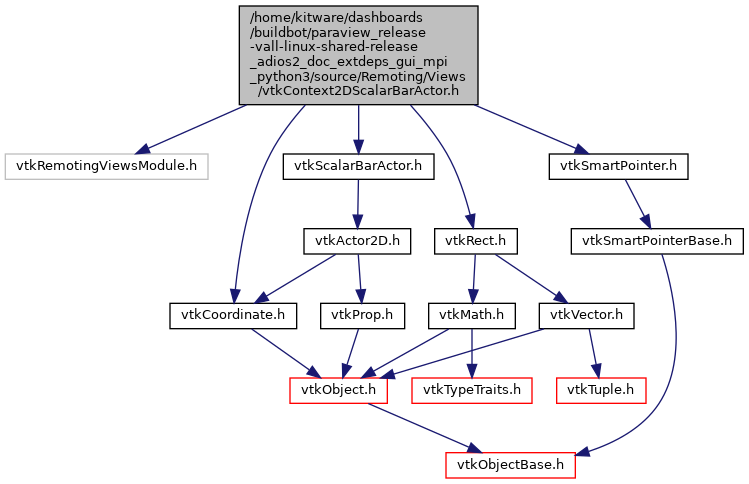 /home/kitware/dashboards
/buildbot/paraview_release
-vall-linux-shared-release
_adios2_doc_extdeps_gui_mpi
_python3/source/Remoting/Views
/vtkContext2DScalarBarActor.h
vtkRemotingViewsModule.h
vtkScalarBarActor.h
vtkSmartPointer.h
vtkActor2D.h
vtkRect.h
vtkSmartPointerBase.h
vtkCoordinate.h
vtkProp.h
vtkMath.h
vtkVector.h
vtkObject.h
vtkTypeTraits.h
vtkTuple.h
vtkObjectBase.h